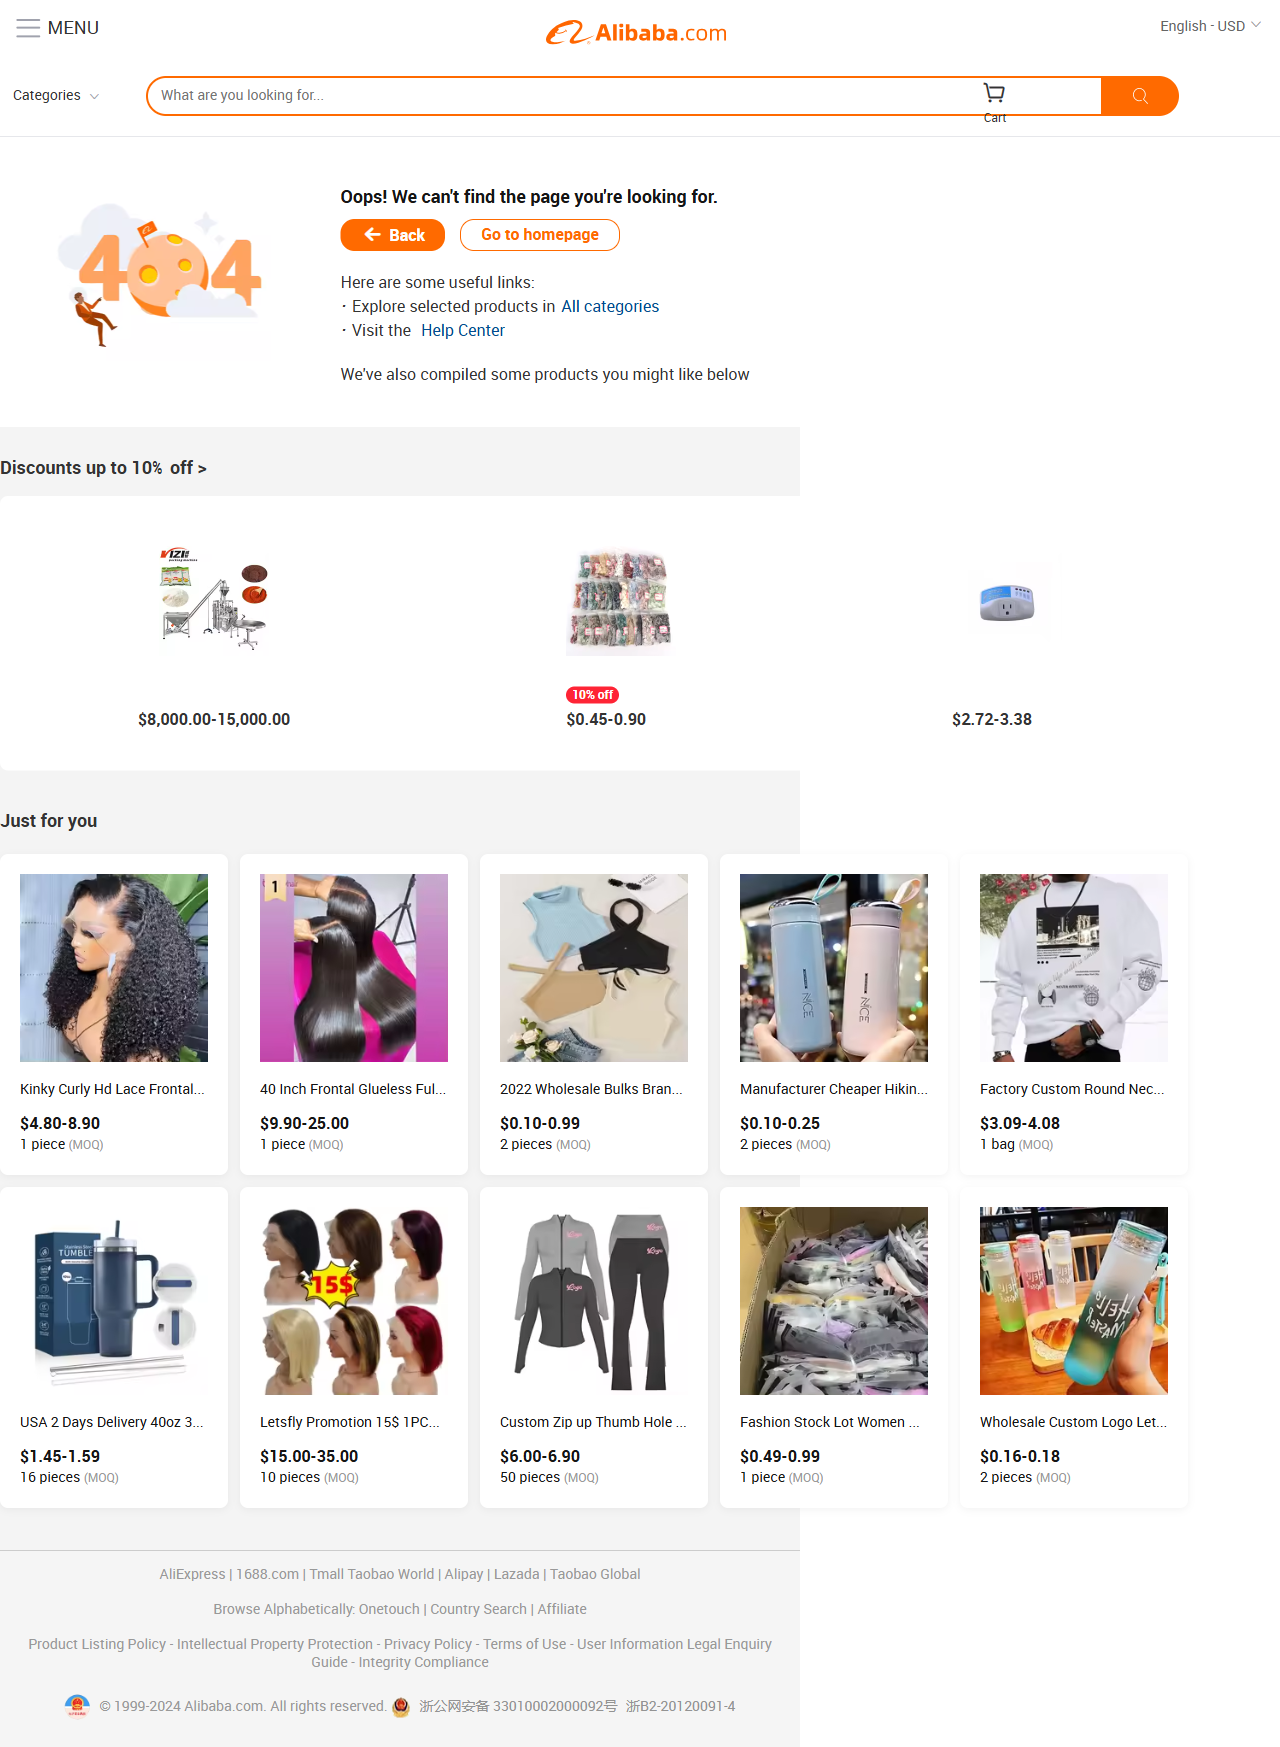 MENU
Alibaba.com
English - USD
Categories
What are you looking for...
Cart
404
Oops! We can't find the page you're looking for.
Back
Go to homepage
Here are some useful links:
· Explore selected products in All categories
· Visit the Help Center
We've also compiled some products you might like below
Discounts up to 10% off >
10% off
$8,000.00-15,000.00
$0.45-0.90
$2.72-3.38
Just for you
1
NICE
NICE
Kinky Curly Hd Lace Frontal...
40 Inch Frontal Glueless Ful...
2022 Wholesale Bulks Bran...
Manufacturer Cheaper Hikin...
Factory Custom Round Nec...
$4.80-8.90
$9.90-25.00
$0.10-0.99
$0.10-0.25
$3.09-4.08
1 piece (MOQ)
1 piece (MOQ)
2 pieces (MOQ)
2 pieces (MOQ)
1 bag (MOQ)
TUMBLE
15$
HELLO
MASTER
USA 2 Days Delivery 40oz 3...
Letsfly Promotion 15$ 1PC...
Custom Zip up Thumb Hole ...
Fashion Stock Lot Women ...
Wholesale Custom Logo Let...
$1.45-1.59
$15.00-35.00
$6.00-6.90
$0.49-0.99
$0.16-0.18
16 pieces (MOQ)
10 pieces (MOQ)
50 pieces (MOQ)
1 piece (MOQ)
2 pieces (MOQ)
AliExpress | 1688.com | Tmall Taobao World | Alipay | Lazada | Taobao Global
Browse Alphabetically: Onetouch | Country Search | Affiliate
Product Listing Policy - Intellectual Property Protection - Privacy Policy - Terms of Use - User Information Legal Enquiry
Guide - Integrity Compliance
© 1999-2024 Alibaba.com. All rights reserved. 浙公网安备 33010002000092号 浙B2-20120091-4